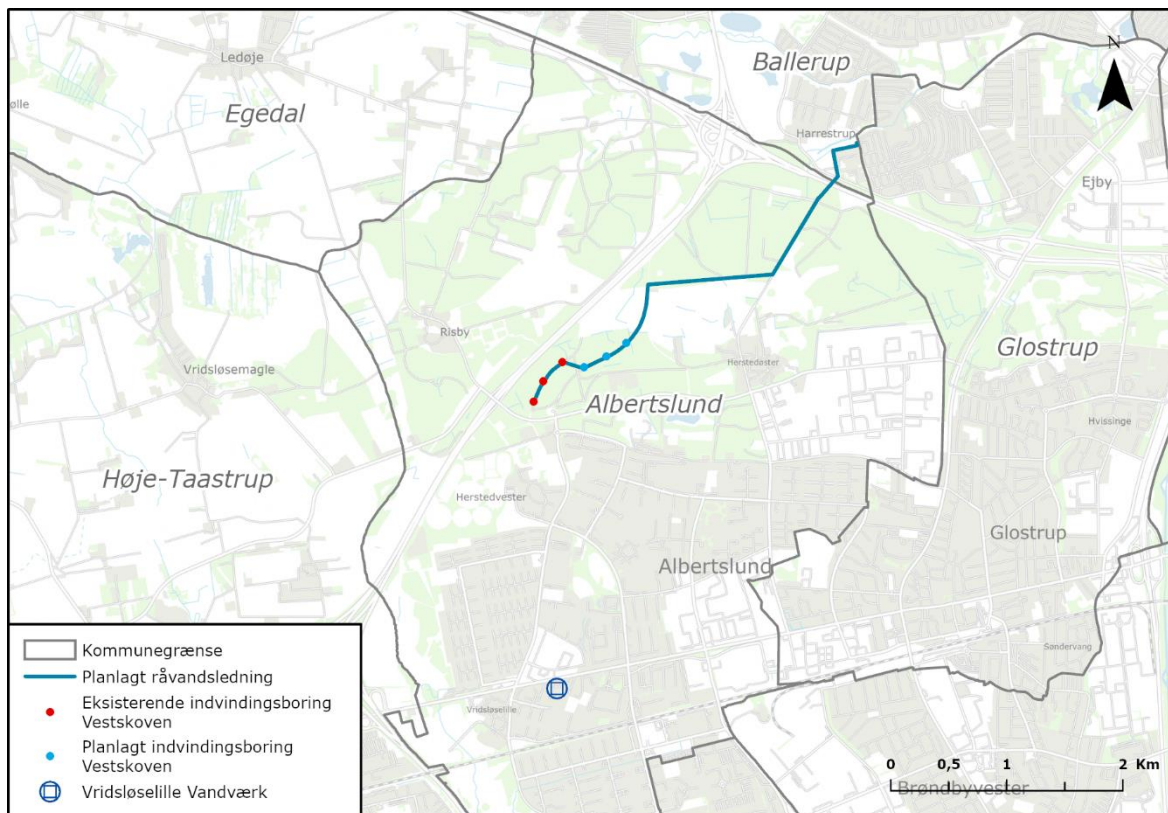 Ledøje
Ballerup
N
Egedal
Harrestrup
Ejby
Risby
Glostrup
Vridsløsemagle
Herstedøster
Albertslund
Hvissinge
Høje-Taastrup
Herstedvester
Glostrup
Albertslund
Søndervang
Vridsløselille
Kommunegrænse
Planlagt råvandsledning
Eksisterende indvindingsboring
Vestskoven
Planlagt indvindingsboring
Vestskoven
Vridsløselille Vandværk
0 0,5 1 2 Km
Brøndbyvester